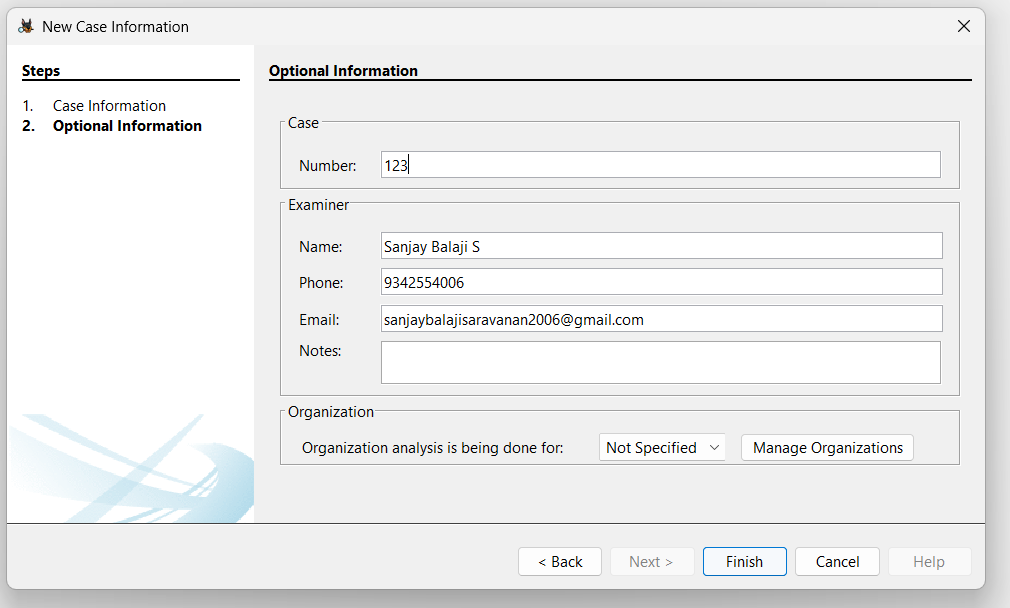 New Case Information
Steps
1. Case Information
2. Optional Information
Optional Information
Case
Number: 123
Examiner
Name: Sanjay Balaji S
Phone: 9342554006
Email: sanjaybalajisaravanan2006@gmail.com
Notes:
Organization
Organization analysis is being done for: Not Specified Manage Organizations
< Back Next > Finish Cancel Help